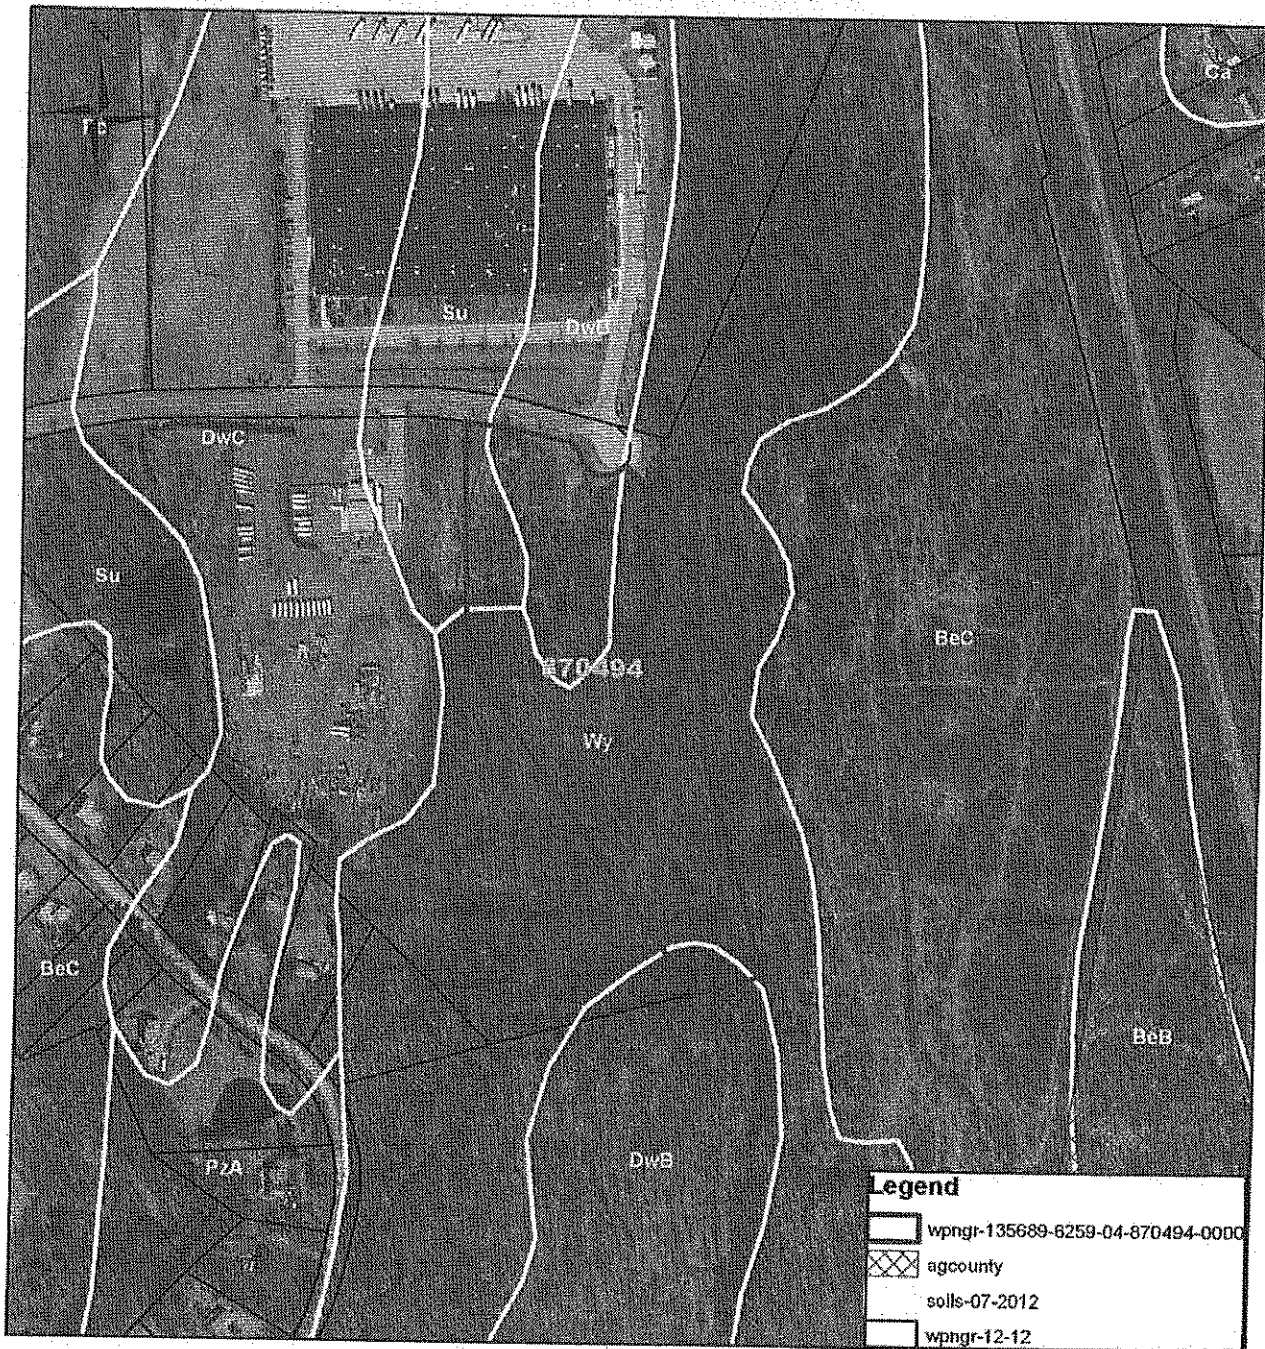 Ca
Su
DwB
DwC
Su
BeC
870494
Wy
BeC
BeB
PzA
DwB
Legend
wpngr-135689-6259-04-870494-0000
agcounty
soils-07-2012
wpngr-12-12